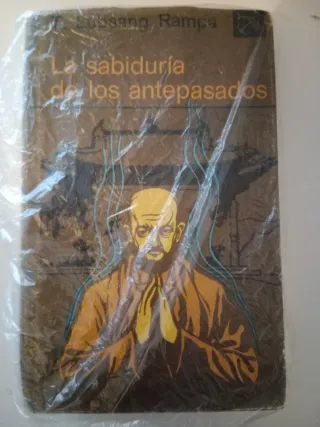 T. Lobsang Rampa
La sabiduría
de los antepasados